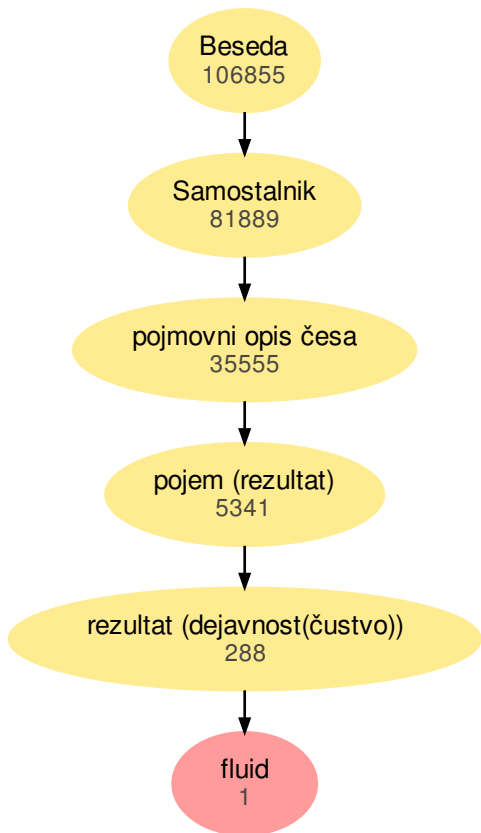 Beseda
106855
Samostalnik
81889
pojmovni opis česa
35555
pojem (rezultat)
5341
rezultat (dejavnost(čustvo))
288
fluid
1